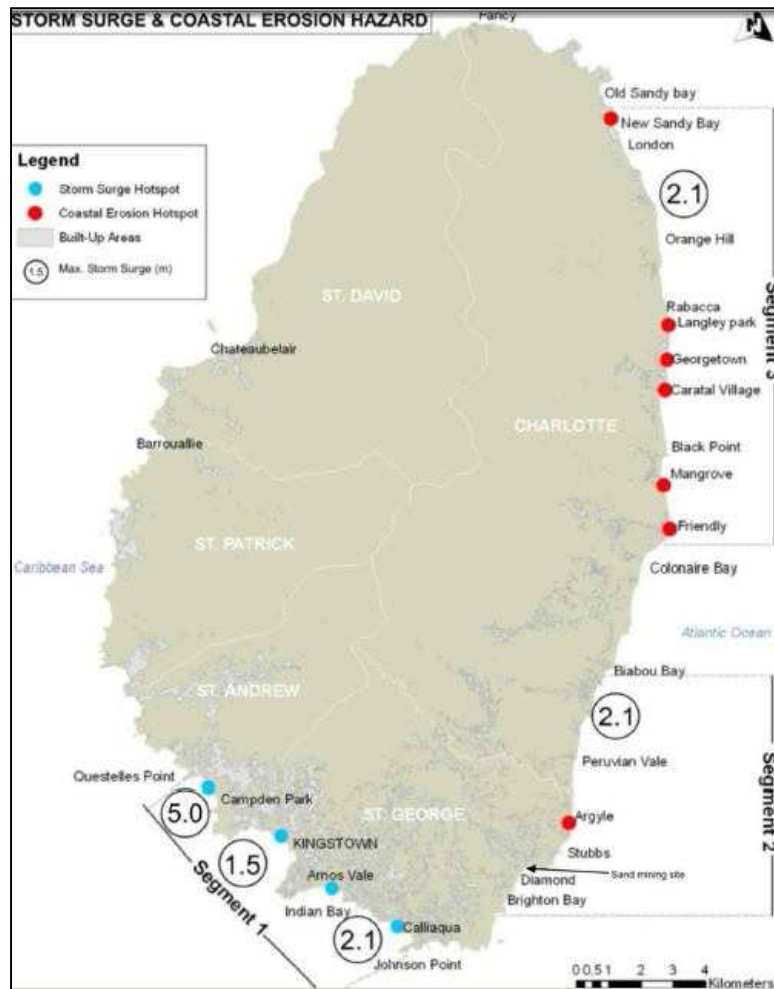 STORM SURGE & COASTAL EROSION HAZARD
Fancy
N
Old Sandy bay
New Sandy Bay
London
Legend
Storm Surge Hotspot
Coastal Erosion Hotspot
Built-Up Areas
1.5 Max. Storm Surge (m)
2.1
Orange Hill
ST. DAVID
Rabacca
Langley park
Segment 3
Chateaubelair
Georgetown
Caratal Village
CHARLOTTE
Barrouallie
Black Point
Mangrove
Friendly
ST. PATRICK
Caribbean Sea
Colonaire Bay
Atlantic Ocean
Biabou Bay
ST. ANDREW
2.1
Peruvian Vale
Questelles Point
Campden Park
5.0
ST. GEORGE
Argyle
Segment 2
KINGSTOWN
1.5
Stubbs
Sand mining site
Arnos Vale
Diamond
Segment 1
Indian Bay
Brighton Bay
2.1
Calliaqua
Johnson Point
0 0.5 1 2 3 4
Kilometers